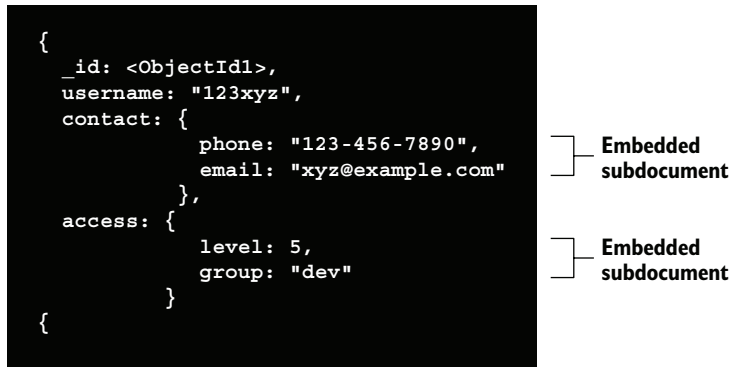 {
_id: <ObjectId1>,
username: "123xyz",
contact: {
phone: "123-456-7890",
email: "xyz@example.com"
},
access: {
level: 5,
group: "dev"
}
{
Embedded
subdocument
Embedded
subdocument